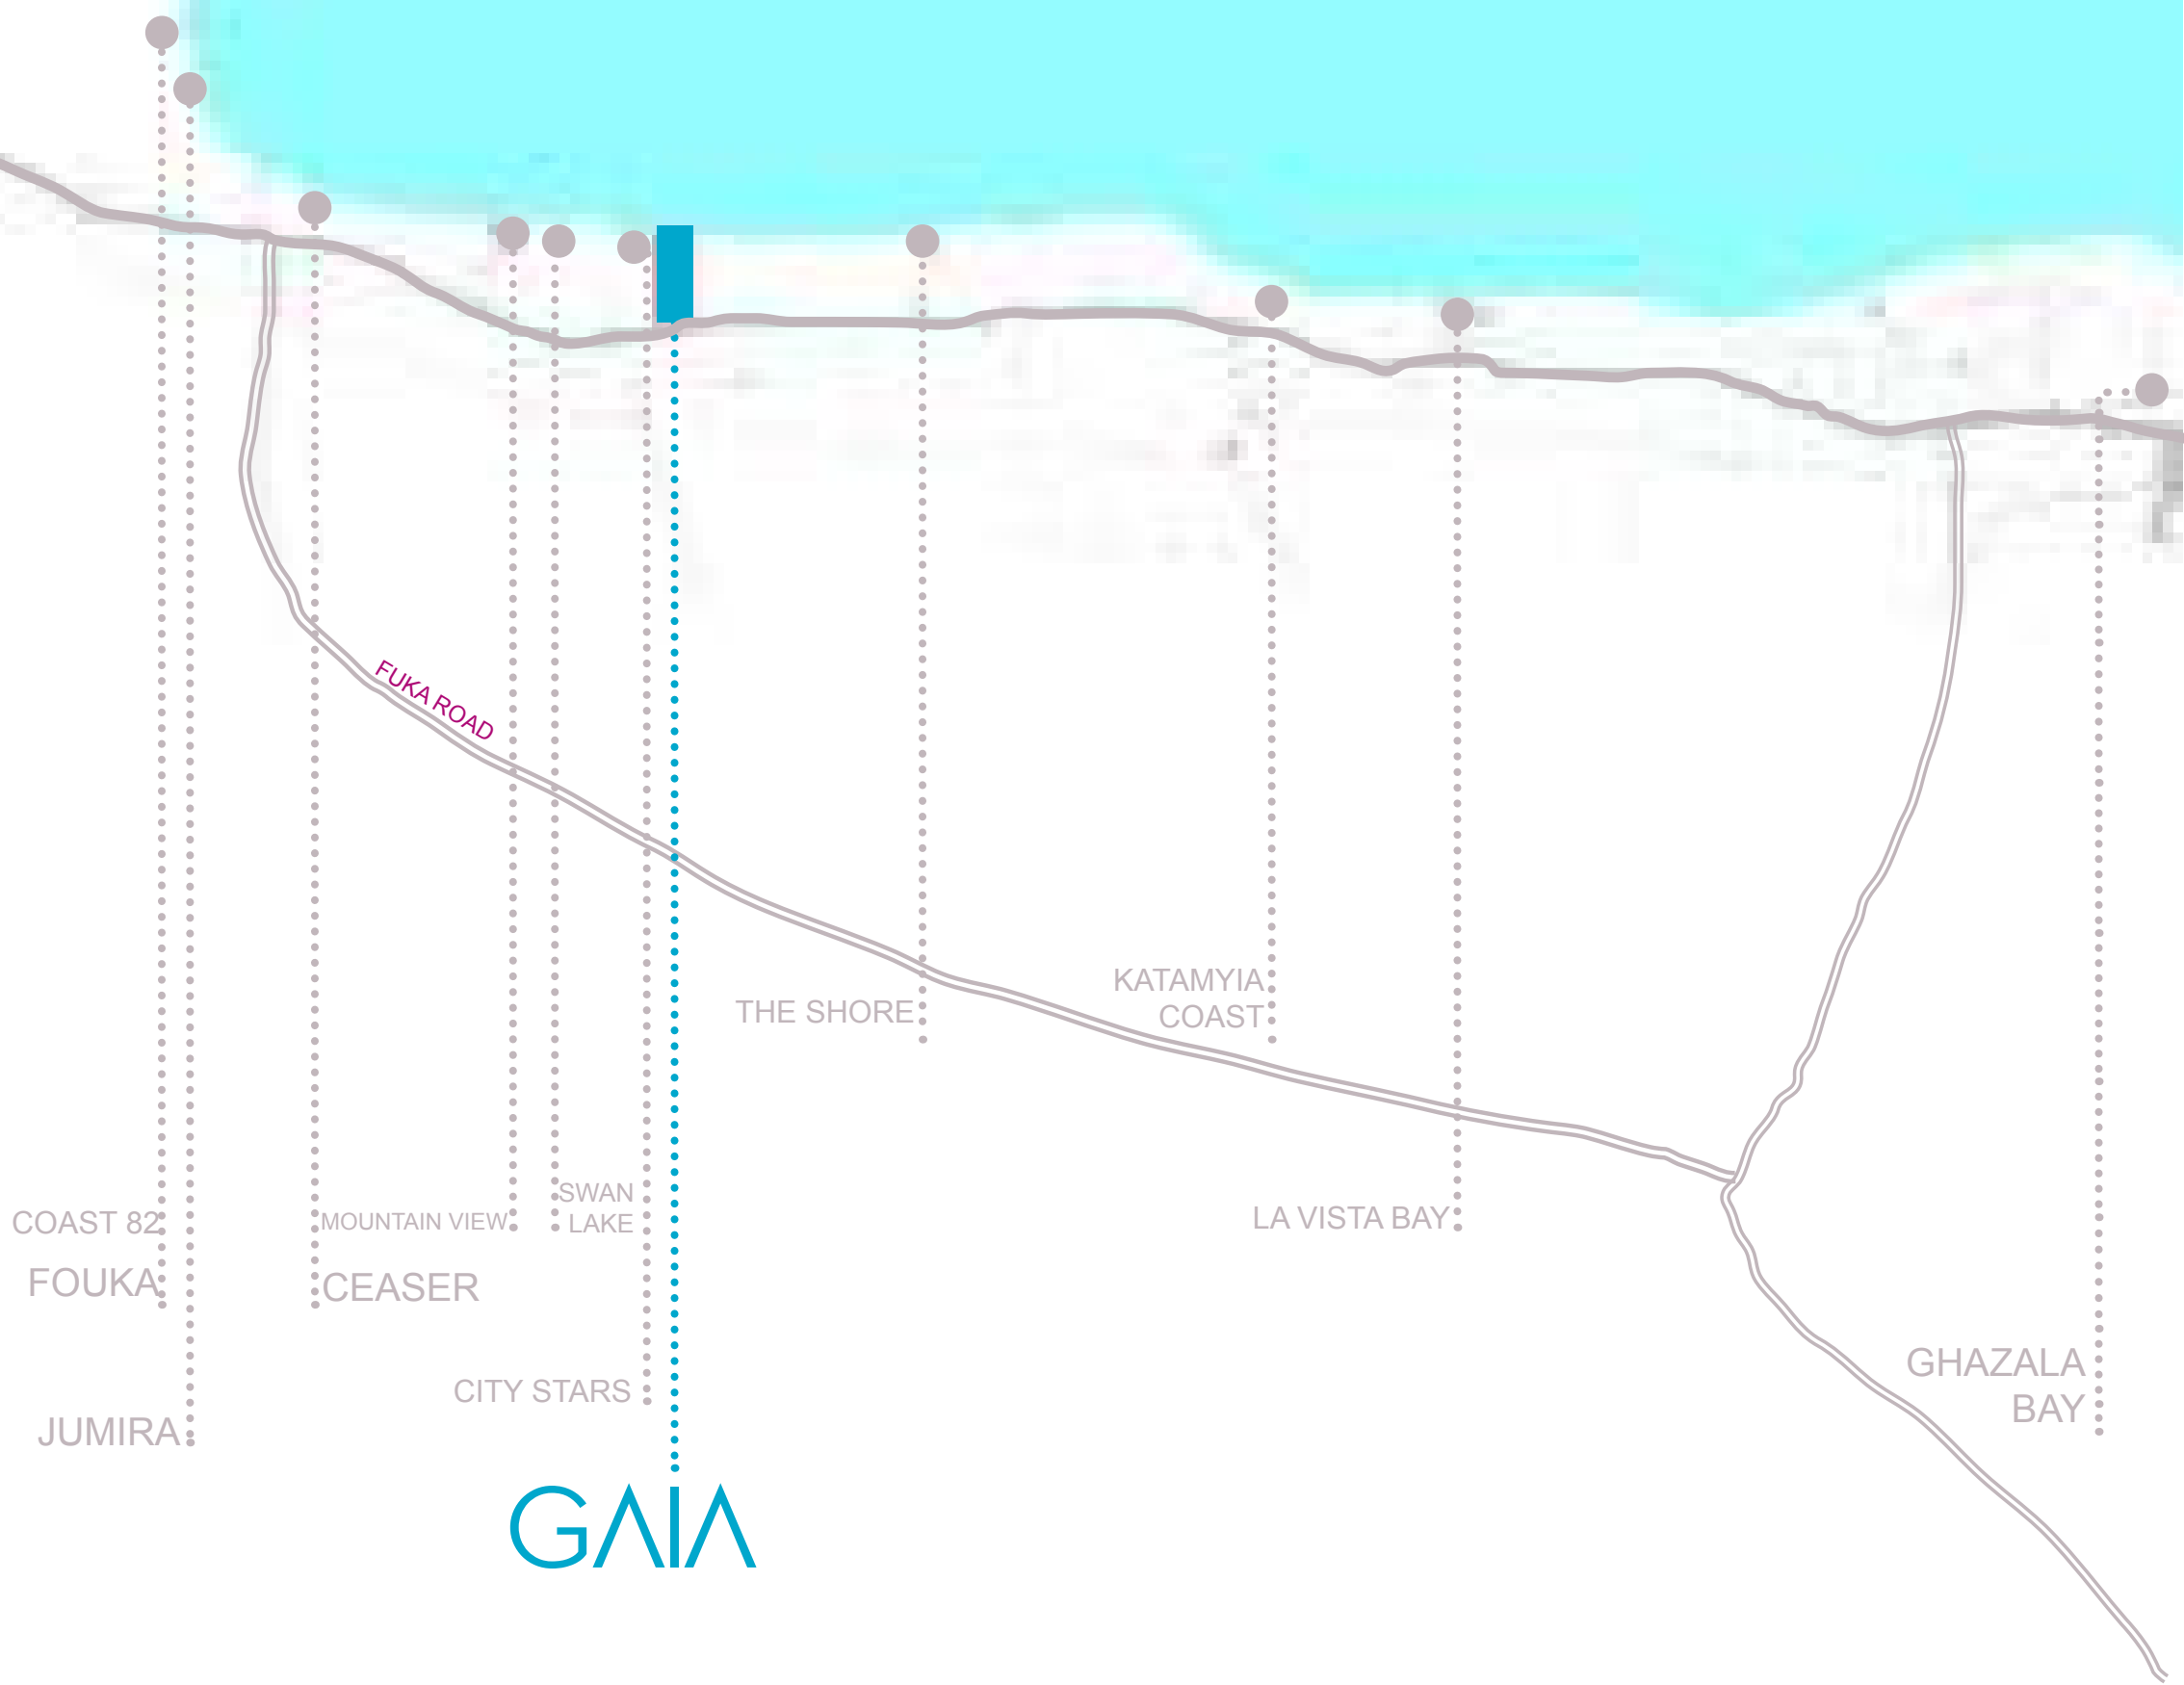 FUKA ROAD
THE SHORE
KATAMYIA
COAST
SWAN
LAKE
COAST 82
MOUNTAIN VIEW
LA VISTA BAY
FOUKA
CEASER
GHAZALA
BAY
CITY STARS
JUMIRA
GAIA